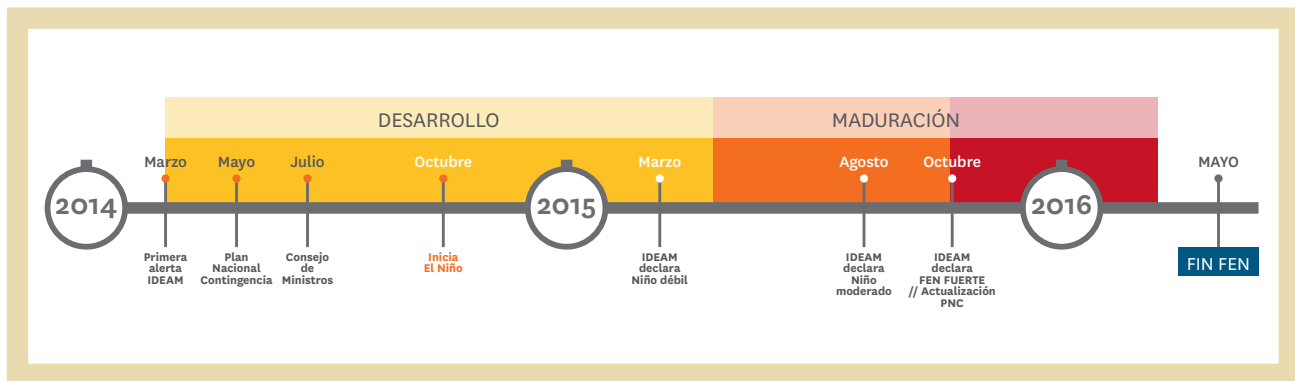 DESARROLLO
MADURACIÓN
Marzo
Mayo
Julio
Octubre
Marzo
Agosto
Octubre
MAYO
2014
2015
2016
Primera
alerta
IDEAM
Plan
Nacional
Contingencia
Consejo
de
Ministros
Inicia
El Niño
IDEAM
declara
Niño débil
IDEAM
declara
Niño
moderado
IDEAM
declara
FEN FUERTE
// Actualización
PNC
FIN FEN